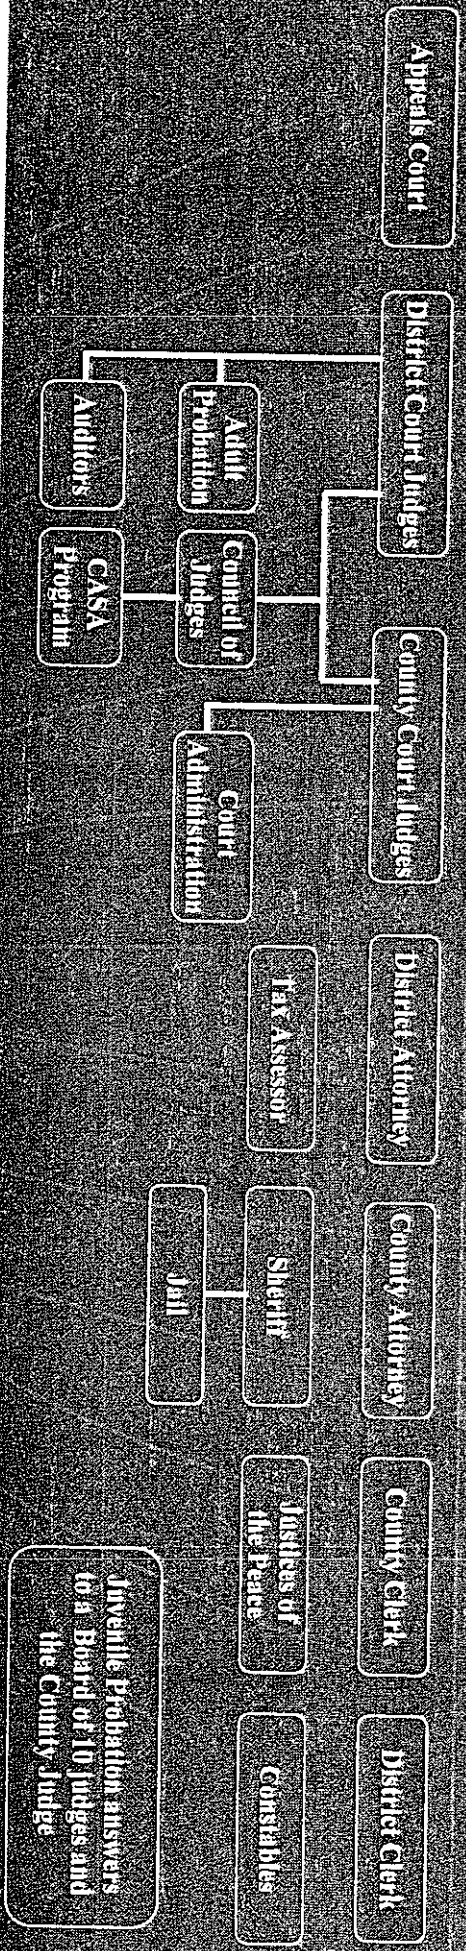 Appeals Court
District Court Judges
County Court Judges
District Attorney
County Attorney
County Clerk
District Clerk
Adult
Probation
Council of
Judges
Court
Administration
Tax Assessor
Sheriff
Justices of
the Peace
Constables
Auditors
CASA
Program
Jail
Juvenile Probation answers
to a Board of 10 judges and
the County Judge